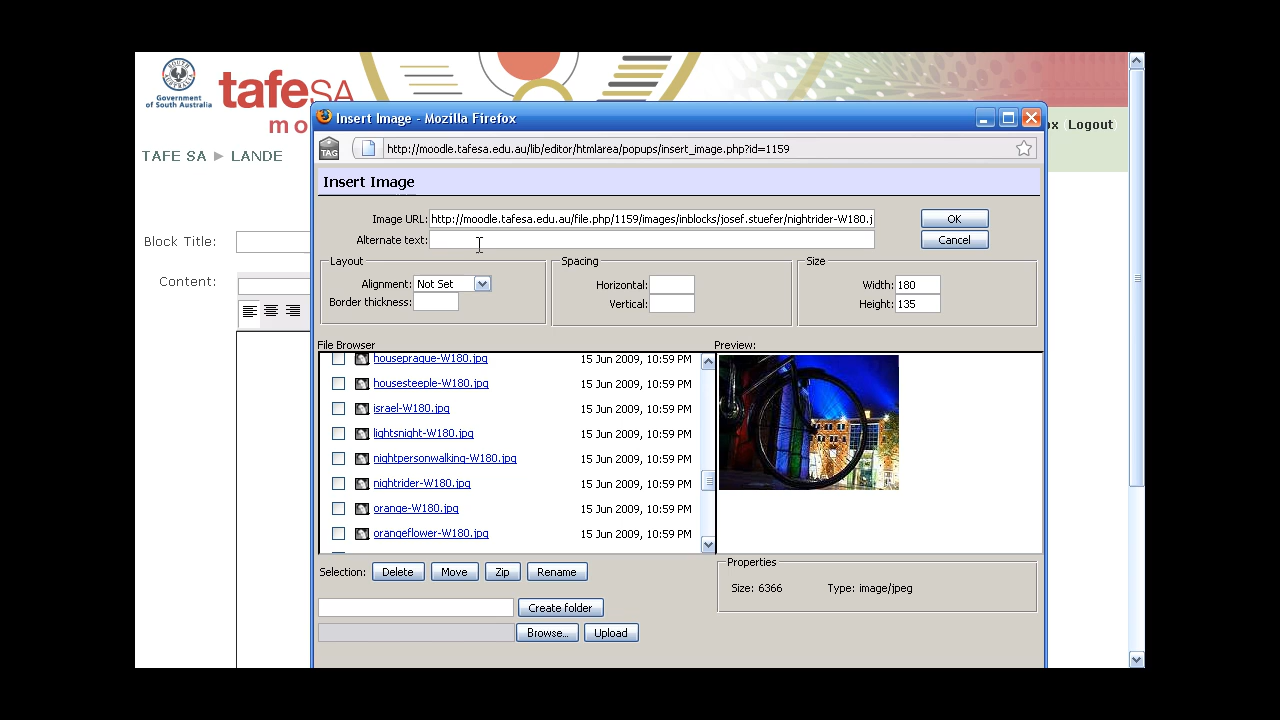 Government
of South Australia
tafeSA
mo
TAFE SA ► LANDE
ox Logout
Block Title:
Content:
Insert Image - Mozilla Firefox
TAG
http://moodle.tafesa.edu.au/lib/editor/htmlarea/popups/insert_image.php?id=1159
Insert Image
Image URL: http://moodle.tafesa.edu.au/file.php/1159/images/inblocks/josef.stuefer/nightrider-W180.j
OK
Alternate text:
Cancel
Layout
Alignment: Not Set
Border thickness:
Spacing
Horizontal:
Vertical:
Size
Width: 180
Height: 135
File Browser
houseprague-W180.jpg 15 Jun 2009, 10:59 PM
housesteeple-W180.jpg 15 Jun 2009, 10:59 PM
israel-W180.jpg 15 Jun 2009, 10:59 PM
lightsnight-W180.jpg 15 Jun 2009, 10:59 PM
nightpersonwalking-W180.jpg 15 Jun 2009, 10:59 PM
nightrider-W180.jpg 15 Jun 2009, 10:59 PM
orange-W180.jpg 15 Jun 2009, 10:59 PM
orangeflower-W180.jpg 15 Jun 2009, 10:59 PM
Preview:
Selection: Delete Move Zip Rename
Create folder
Browse... Upload
Properties
Size: 6366 Type: image/jpeg